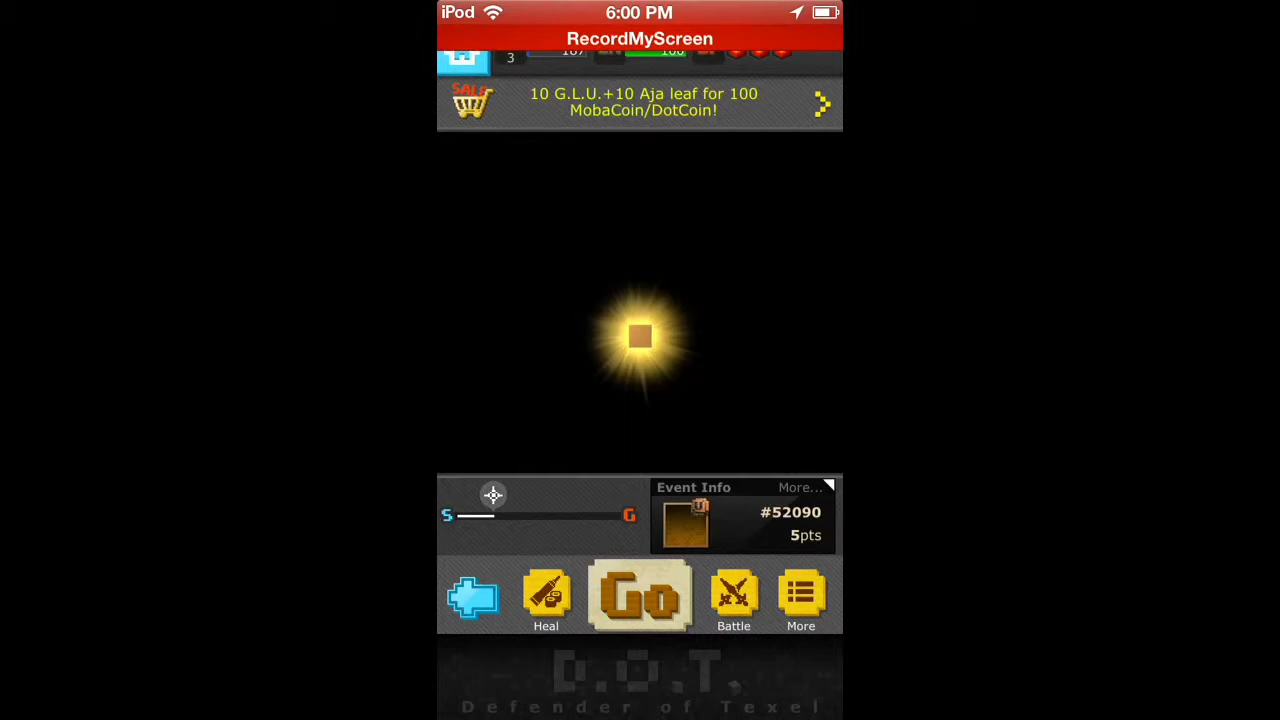 iPod 6:00 PM
RecordMyScreen
3
SALE
10 G.L.U.+10 Aja leaf for 100
MobaCoin/DotCoin!
Event Info More...
S G
#52090
5pts
Go
Heal Battle More
D.O.T.
Defender of Texel